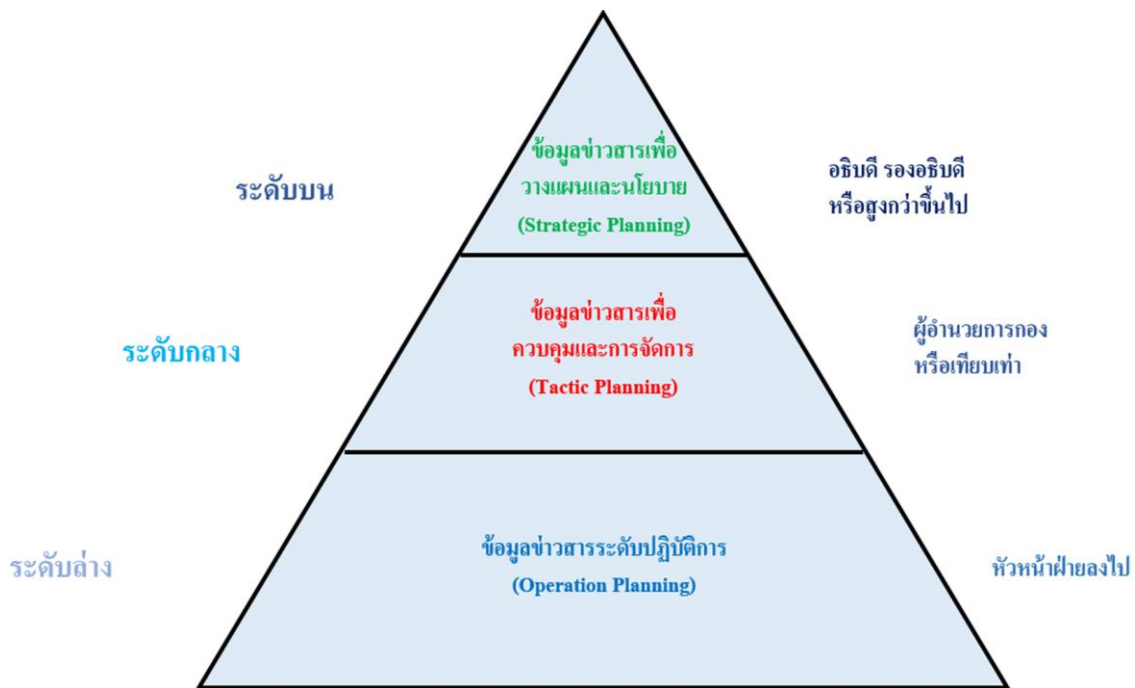 ระดับบน
ข้อมูลข่าวสารเพื่อ
วางแผนและนโยบาย
(Strategic Planning)
อธิบดี รองอธิบดี
หรือสูงกว่าขึ้นไป
ระดับกลาง
ข้อมูลข่าวสารเพื่อ
ควบคุมและการจัดการ
(Tactic Planning)
ผู้อำนวยการกอง
หรือเทียบเท่า
ระดับล่าง
ข้อมูลข่าวสารระดับปฏิบัติการ
(Operation Planning)
หัวหน้าฝ่ายลงไป